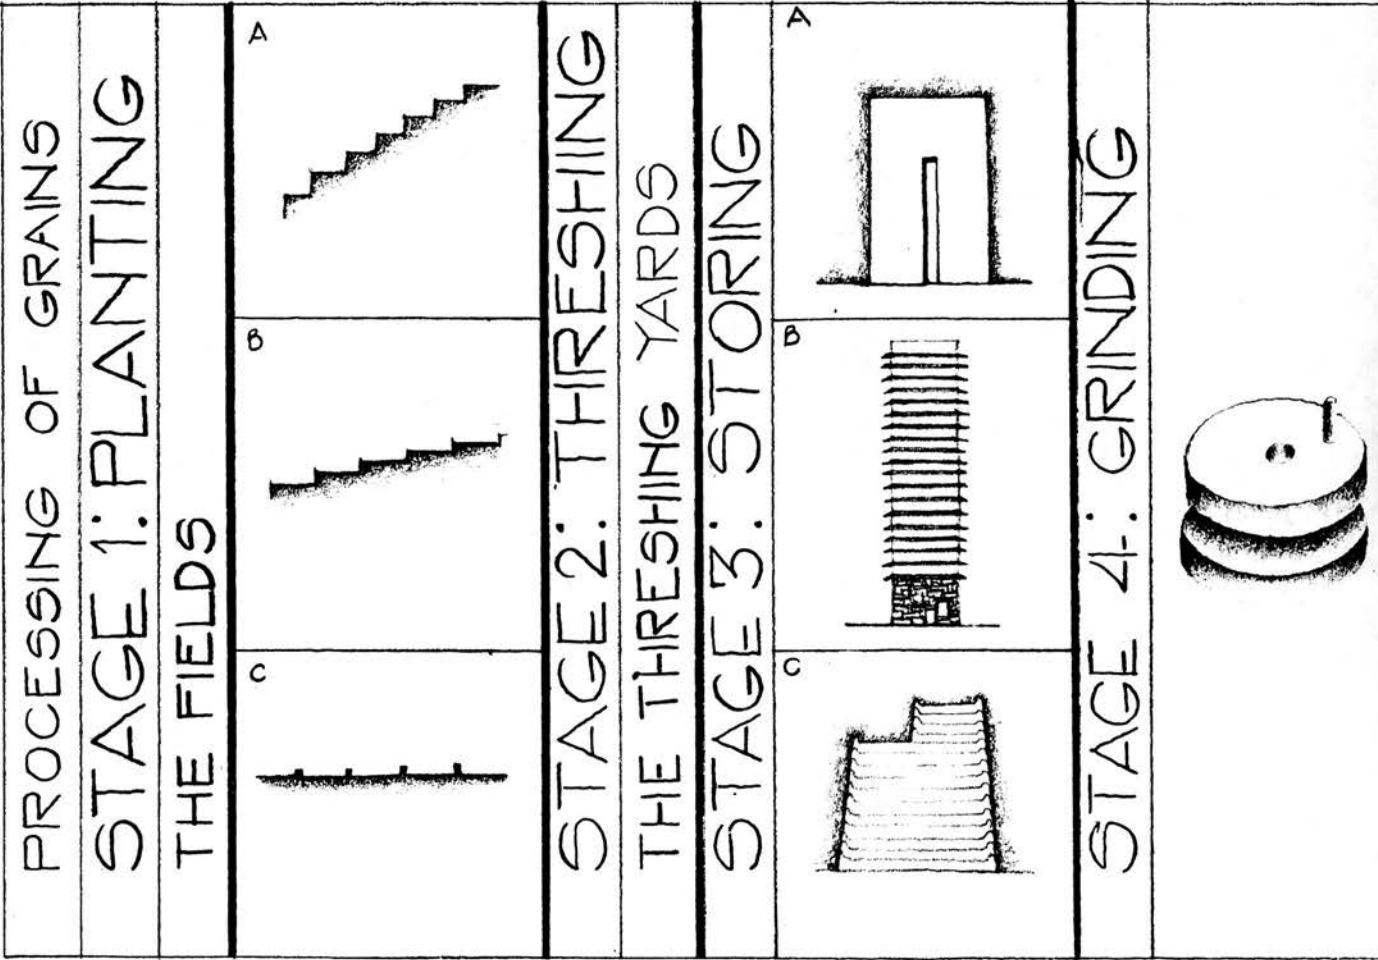 PROCESSING OF GRAINS
STAGE 1: PLANTING
THE FIELDS
A
B
C
STAGE 2: THRESHING
THE THRESHING YARDS
STAGE 3: STORING
A
B
C
STAGE 4: GRINDING